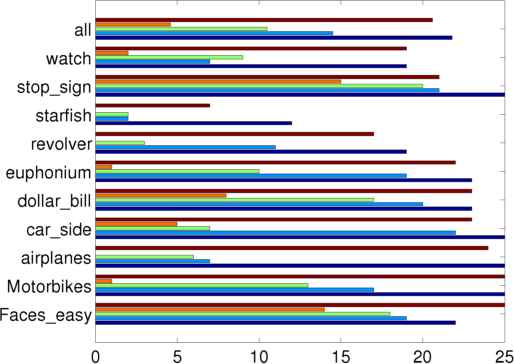 all
watch
stop_sign
starfish
revolver
euphonium
dollar_bill
car_side
airplanes
Motorbikes
Faces_easy
0 5 10 15 20 25